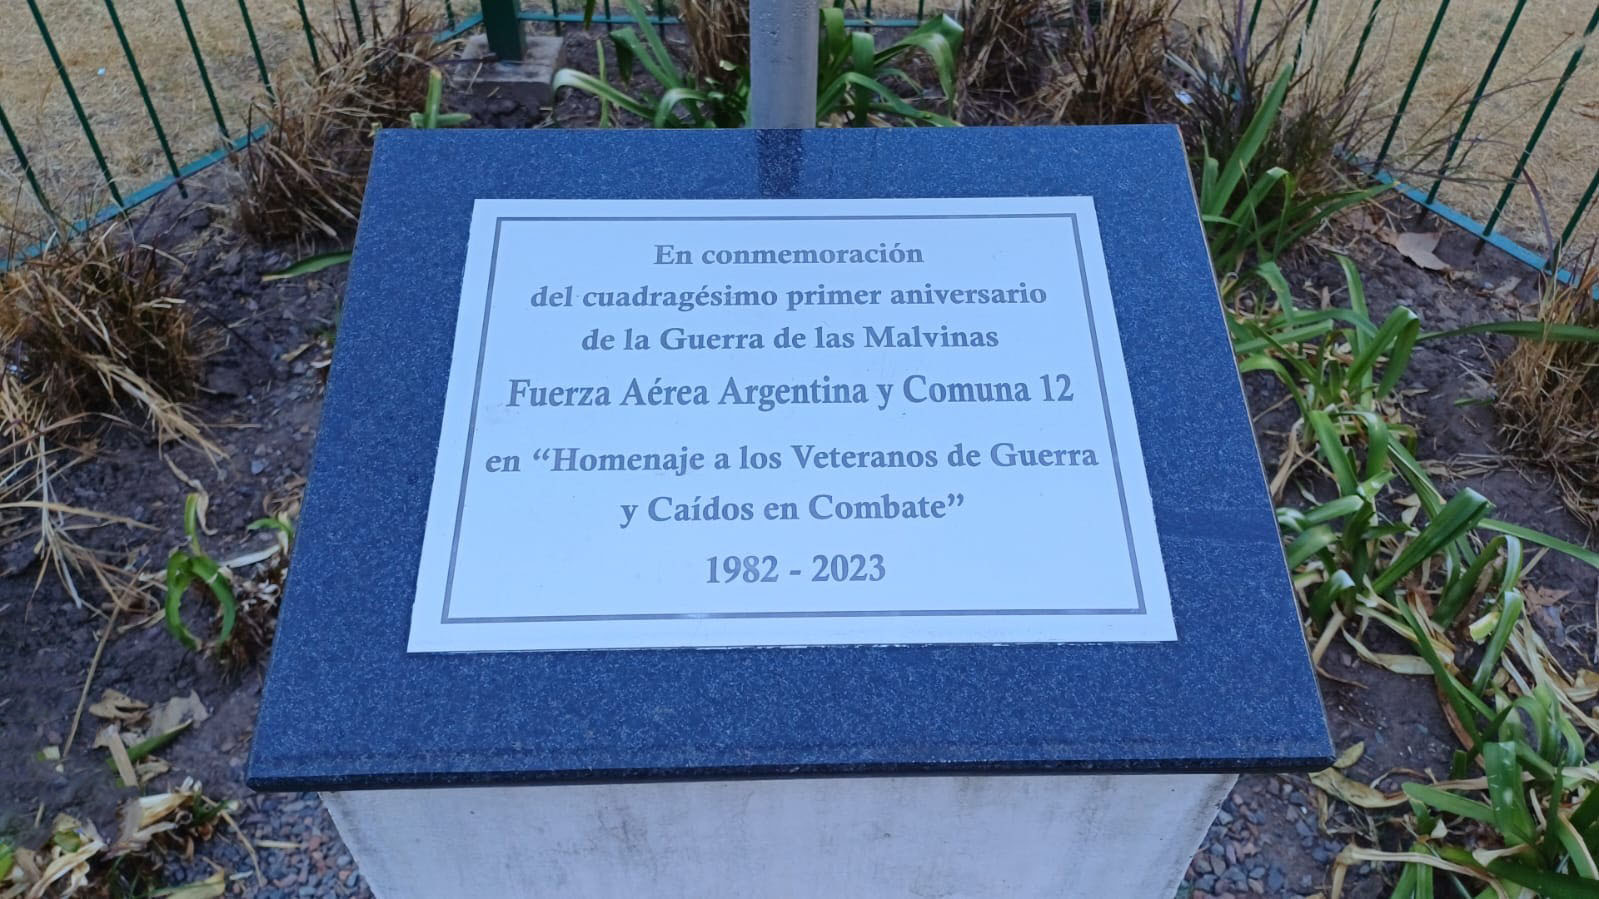 En conmemoración
del cuadragésimo primer aniversario
de la Guerra de las Malvinas
Fuerza Aérea Argentina y Comuna 12
en “Homenaje a los Veteranos de Guerra
y Caídos en Combate”
1982 - 2023